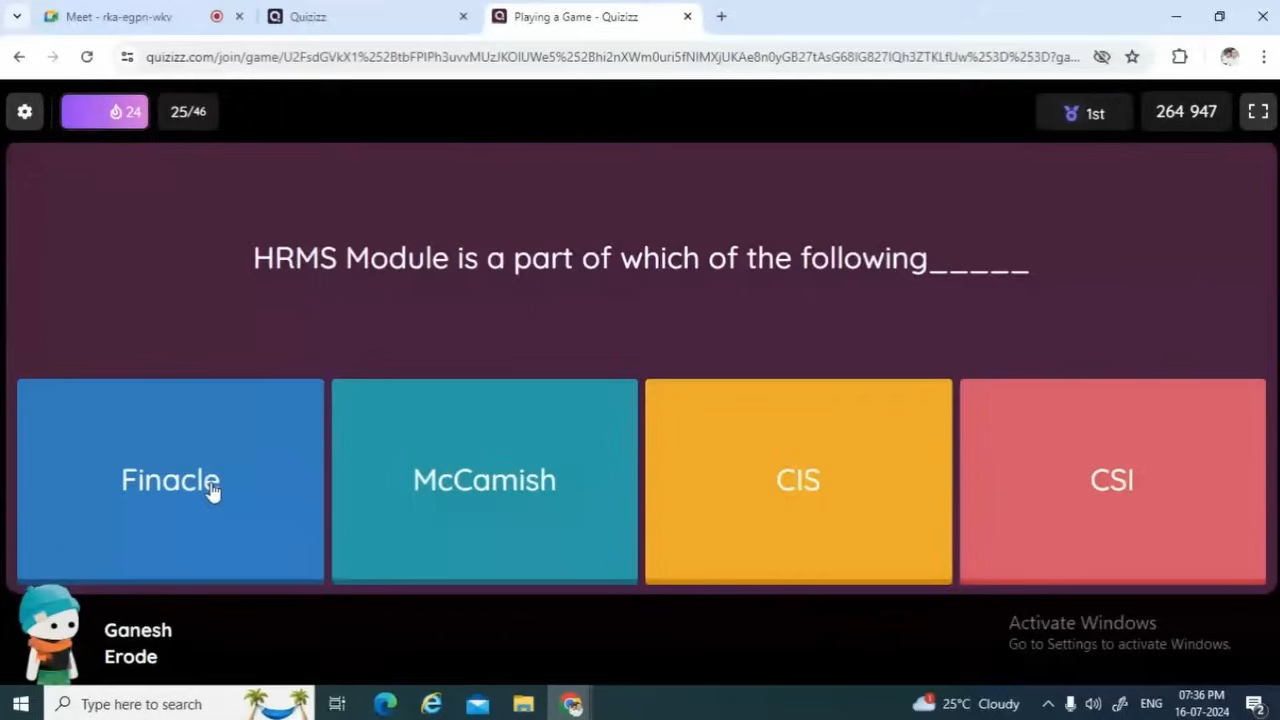 Meet - rka-egpn-wkv
Quizizz
Playing a Game - Quizizz
24
25/46
1st
264 947
HRMS Module is a part of which of the following_____
Finacle
McCamish
CIS
CSI
Ganesh
Erode
Activate Windows
Go to Settings to activate Windows.
Type here to search
25°C Cloudy
ENG
07:36 PM
16-07-2024
2